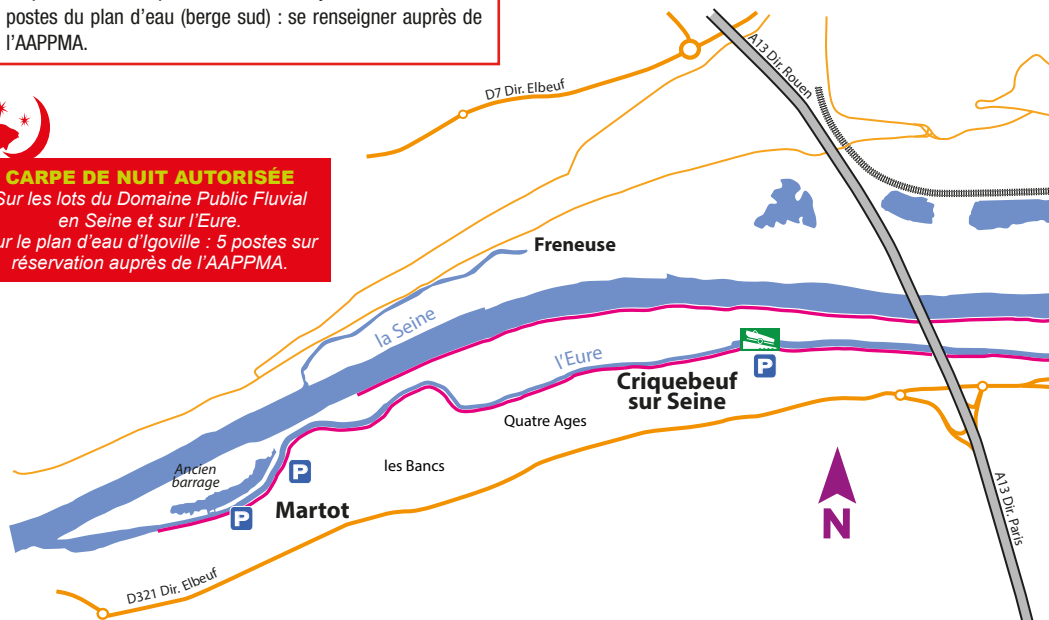 postes du plan d'eau (berge sud) : se renseigner auprès de
l'AAPPMA.
CARPE DE NUIT AUTORISÉE
Sur les lots du Domaine Public Fluvial
en Seine et sur l'Eure.
ur le plan d'eau d'Igoville : 5 postes sur
réservation auprès de l'AAPPMA.
D7 Dir. Elbeuf
A13 Dir. Rouen
Freneuse
la Seine
l'Eure
P
Criquebeuf
sur Seine
Quatre Ages
les Bancs
Ancien
barrage
P
P
Martot
N
A13 Dir. Paris
D321 Dir. Elbeuf